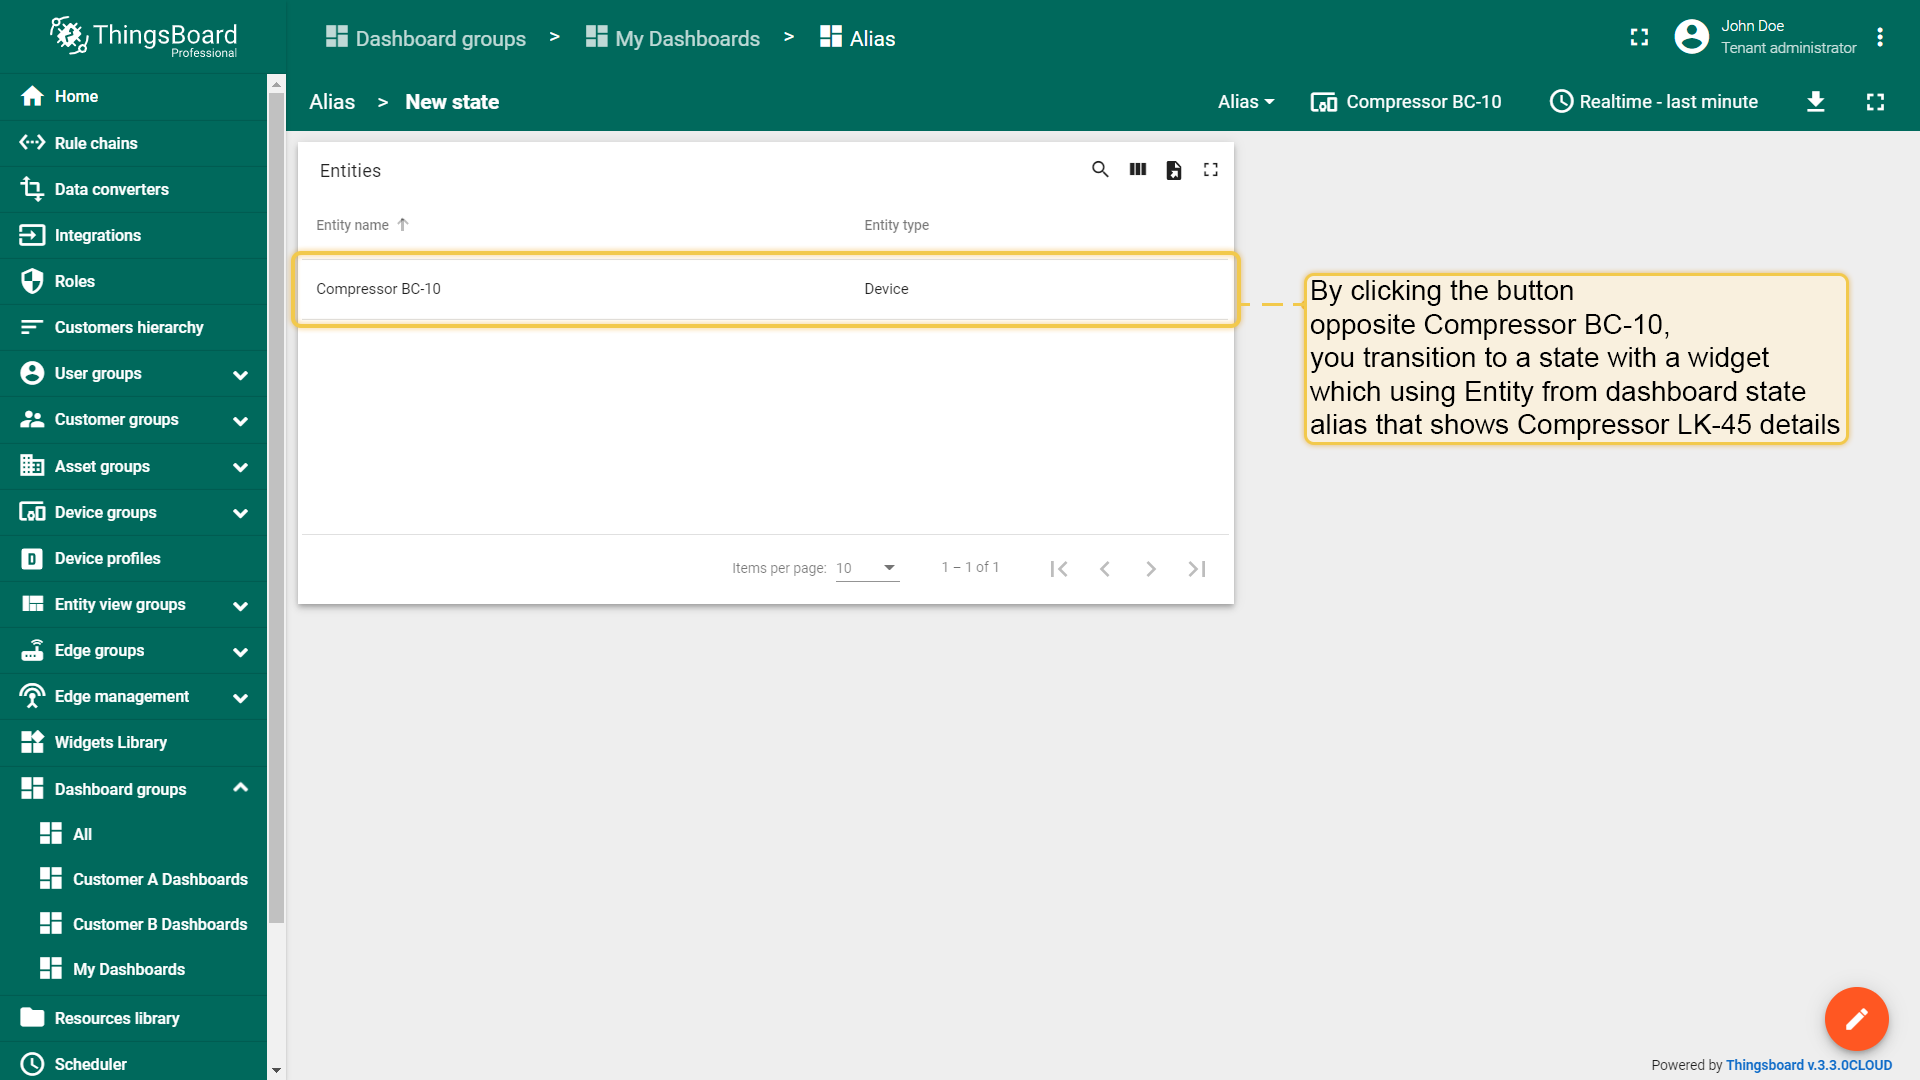 ThingsBoard
Professional
Dashboard groups > My Dashboards > Alias
John Doe
Tenant administrator
Alias > New state
Alias
Compressor BC-10
Realtime - last minute
Home
Rule chains
Data converters
Integrations
Roles
Customers hierarchy
User groups
Customer groups
Asset groups
Device groups
D Device profiles
Entity view groups
Edge groups
Edge management
Widgets Library
Dashboard groups
All
Customer A Dashboards
Customer B Dashboards
My Dashboards
Resources library
Scheduler
Entities
Entity name Entity type
Compressor BC-10 Device
Items per page: 10 1 – 1 of 1
By clicking the button
opposite Compressor BC-10,
you transition to a state with a widget
which using Entity from dashboard state
alias that shows Compressor LK-45 details
Powered by Thingsboard v.3.3.0CLOUD